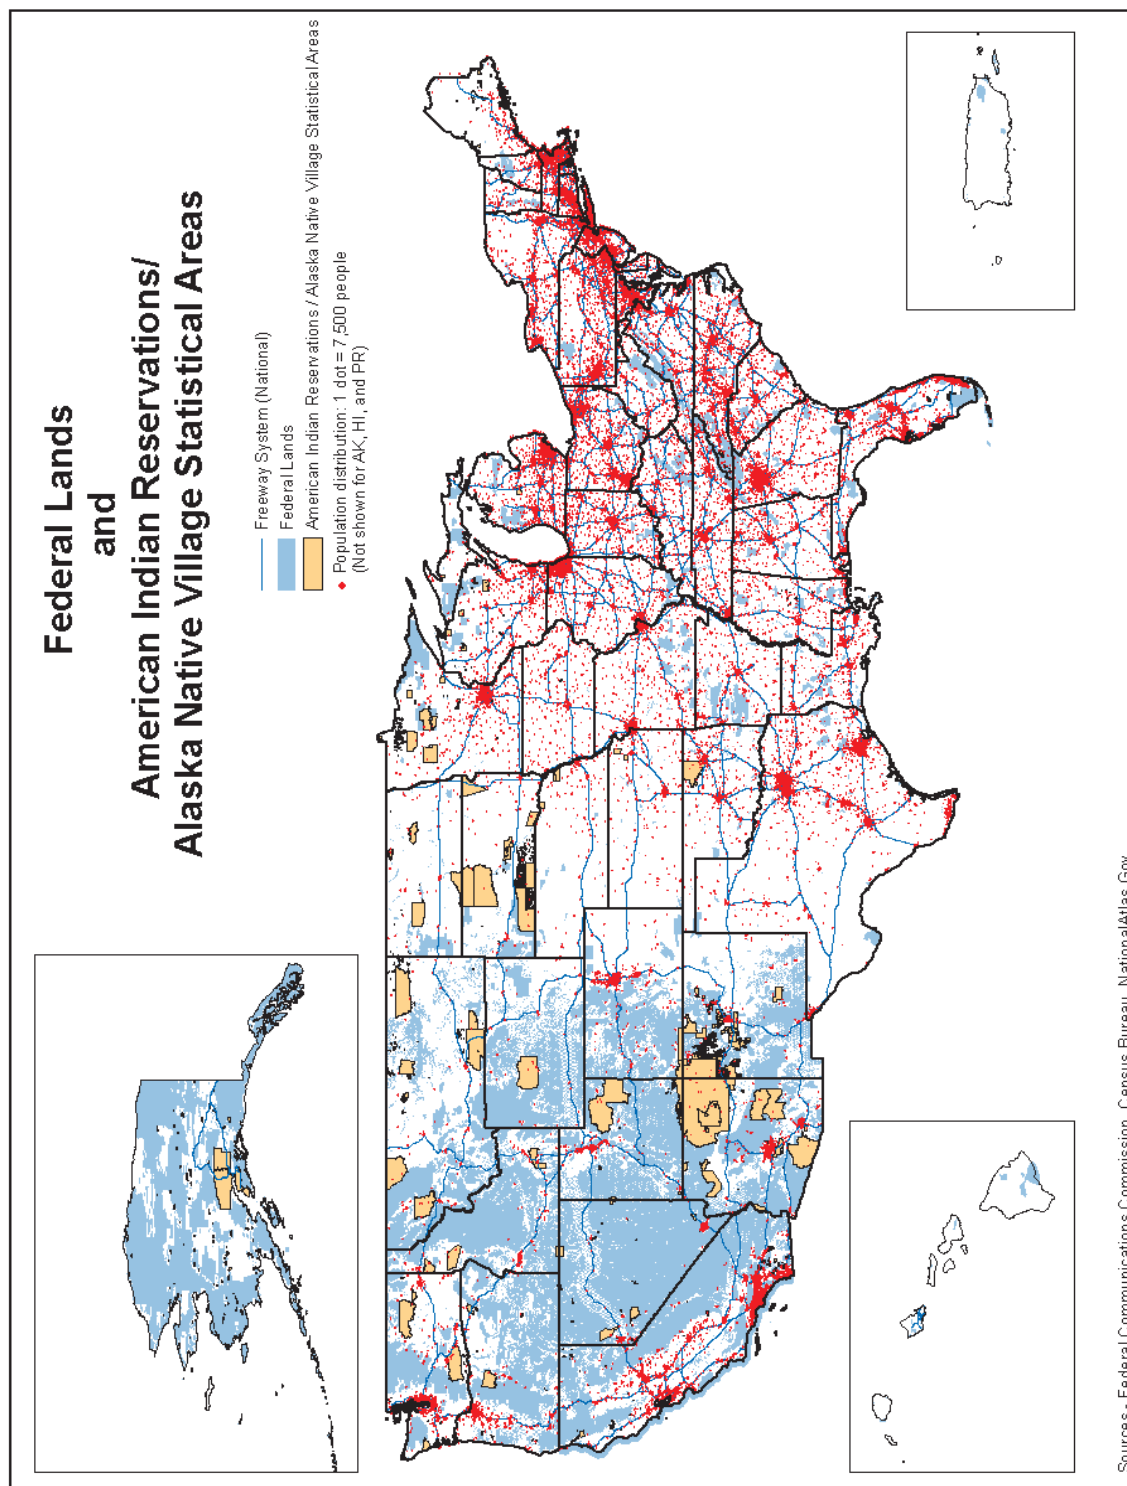 Federal Lands
and
American Indian Reservations/
Alaska Native Village Statistical Areas
Freeway System (National)
Federal Lands
American Indian Reservations / Alaska Native Village Statistical Areas
Population distribution: 1 dot = 7,500 people
(Not shown for AK, HI, and PR)
Sources - Federal Communications Commission, Census Bureau, NationalAtlas.Gov